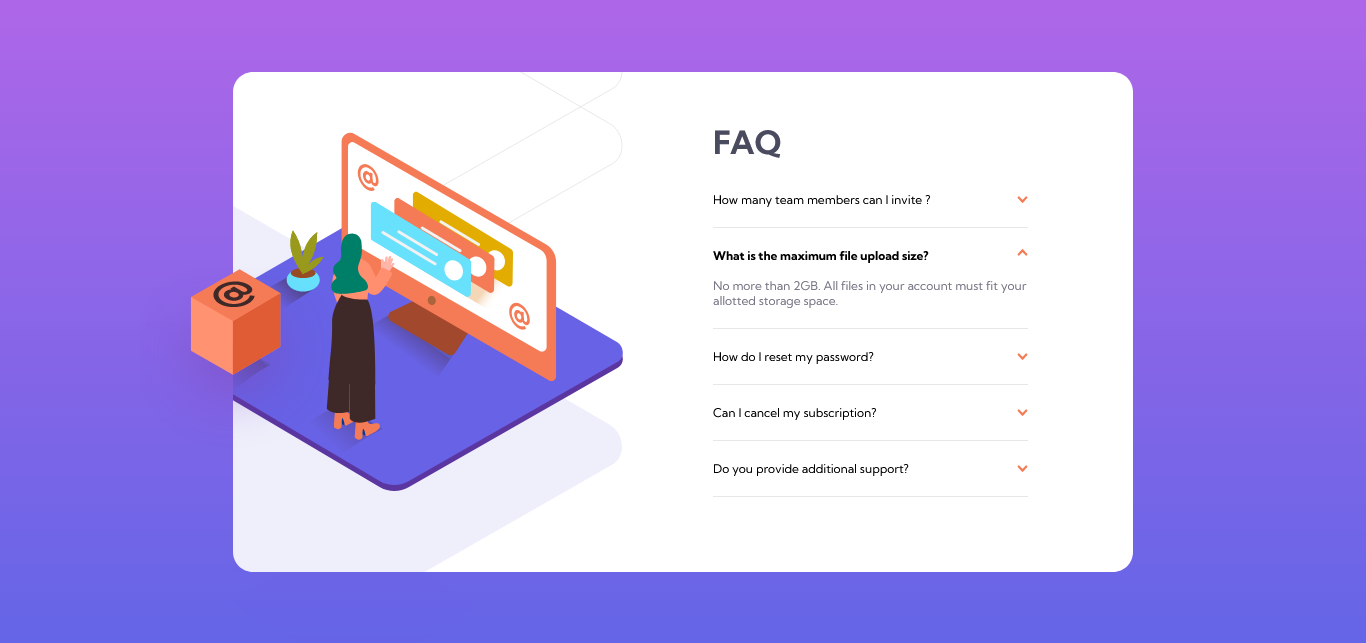 @
@
@
FAQ
How many team members can I invite ?
What is the maximum file upload size?
No more than 2GB. All files in your account must fit your
allotted storage space.
How do I reset my password?
Can I cancel my subscription?
Do you provide additional support?